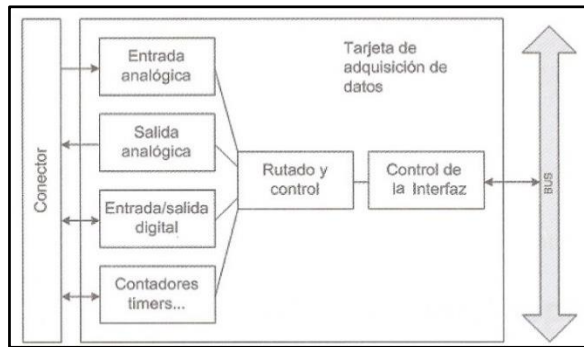 Conector
Entrada
analógica
Salida
analógica
Entrada/salida
digital
Contadores
timers...
Tarjeta de
adquisición de
datos
Rutado y
control
Control de
la Interfaz
BUS